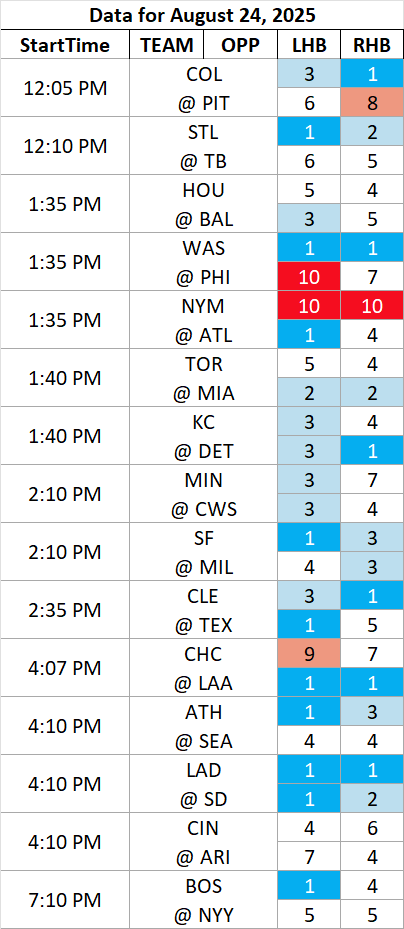 Data for August 24, 2025
StartTime TEAM OPP LHB RHB
12:05 PM COL 3 1
@ PIT 6 8
12:10 PM STL 1 2
@ TB 6 5
1:35 PM HOU 5 4
@ BAL 3 5
1:35 PM WAS 1 1
@ PHI 10 7
1:35 PM NYM 10 10
@ ATL 1 4
1:40 PM TOR 5 4
@ MIA 2 2
1:40 PM KC 3 4
@ DET 3 1
2:10 PM MIN 3 7
@ CWS 3 4
2:10 PM SF 1 3
@ MIL 4 3
2:35 PM CLE 3 1
@ TEX 1 5
4:07 PM CHC 9 7
@ LAA 1 1
4:10 PM ATH 1 3
@ SEA 4 4
4:10 PM LAD 1 1
@ SD 1 2
4:10 PM CIN 4 6
@ ARI 7 4
7:10 PM BOS 1 4
@ NYY 5 5